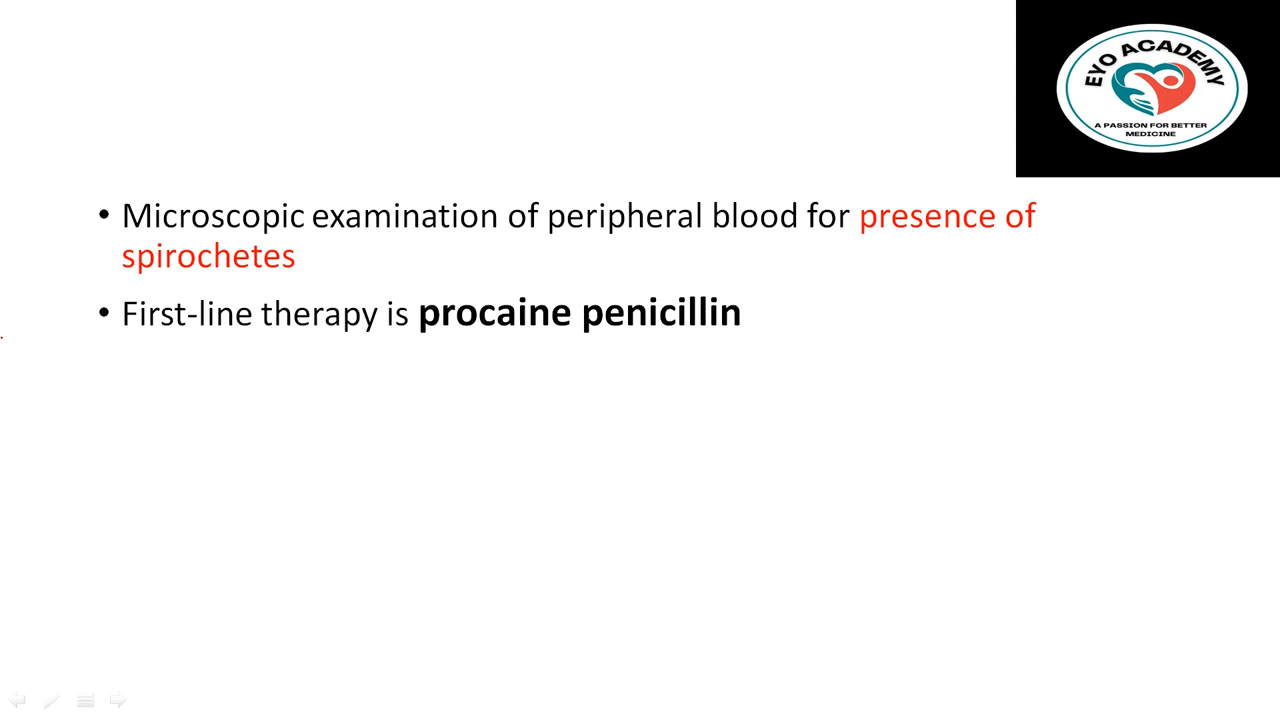 EYO ACADEMY
A PASSION FOR BETTER
MEDICINE
• Microscopic examination of peripheral blood for presence of
spirochetes
• First-line therapy is procaine penicillin